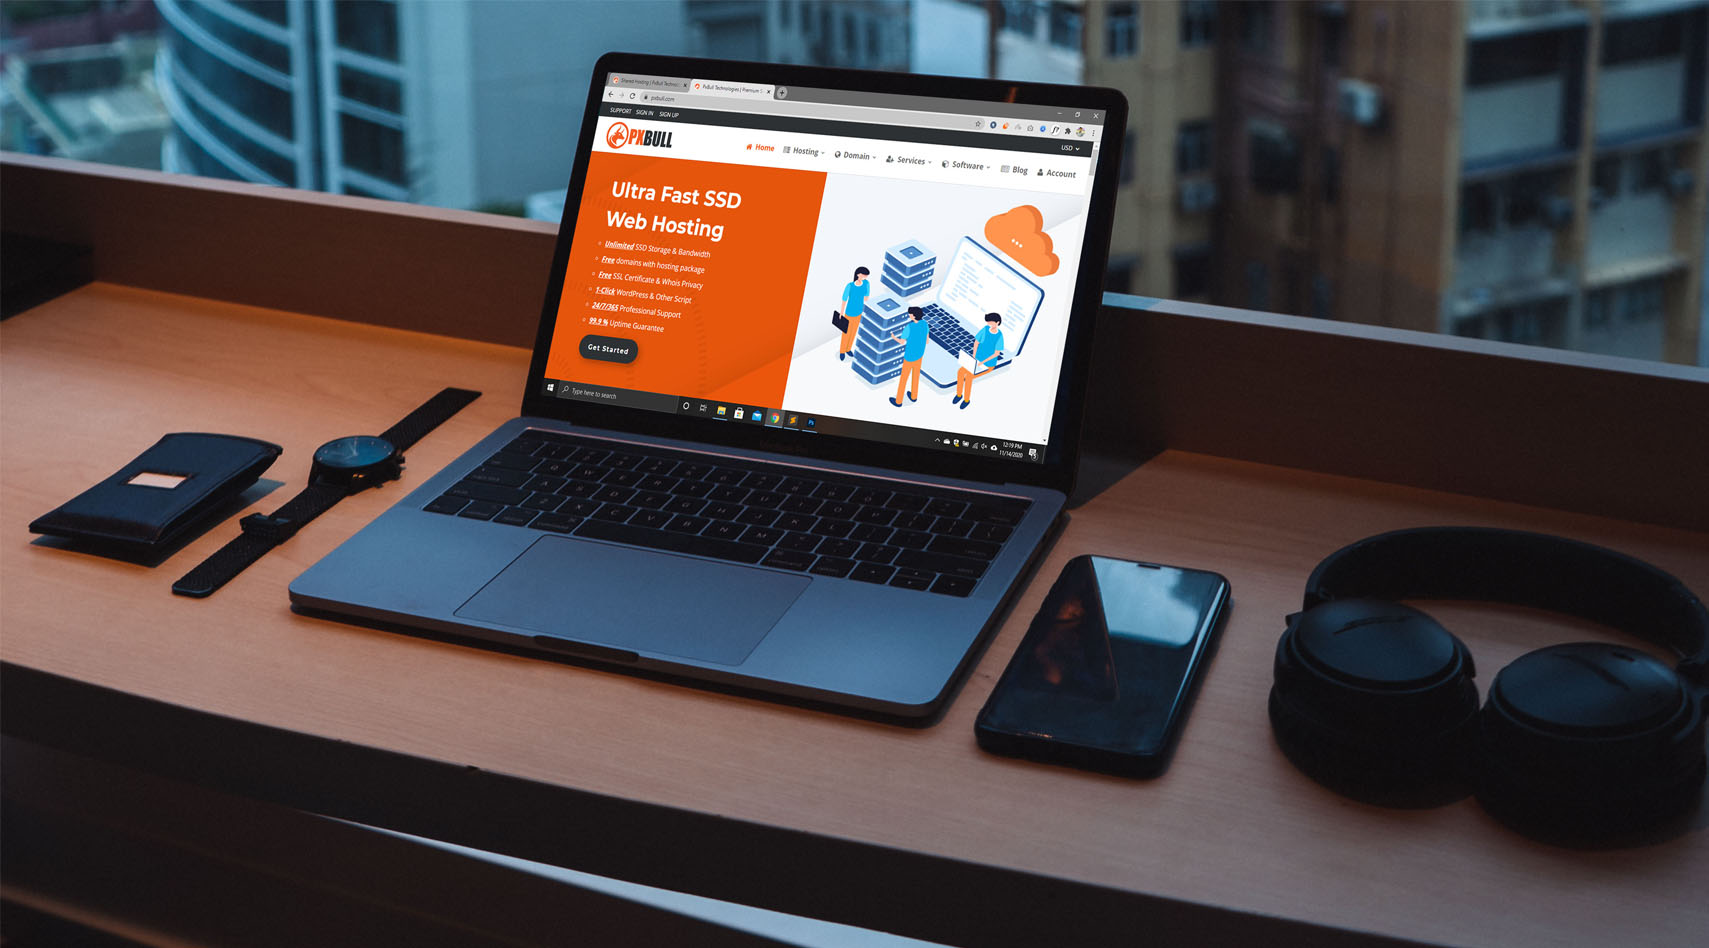 Shared Hosting | PxBull Technolo
PxBull Technologies | Premium S
pxbull.com
SUPPORT SIGN IN SIGN UP
USD
PXBULL
Home Hosting Domain Services Software Blog Account
Ultra Fast SSD
Web Hosting
Unlimited SSD Storage & Bandwidth
Free domains with hosting package
Free SSL Certificate & Whois Privacy
1-Click WordPress & Other Script
24/7/365 Professional Support
99.9 % Uptime Guarantee
Get Started
Type here to search
12:19 PM
11/14/2020